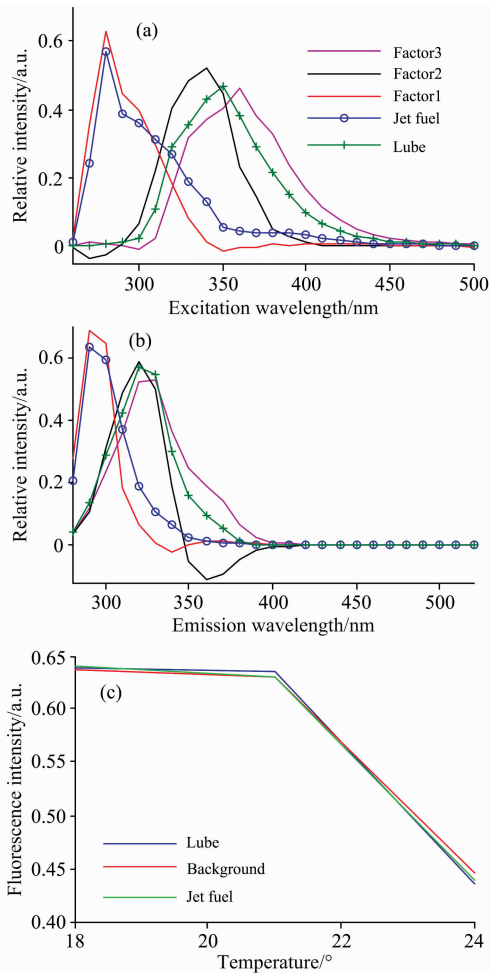 (a)
Factor3
Factor2
Factor1
Jet fuel
Lube
Relative intensity/a.u.
0.6
0.4
0.2
0
300
350
400
450
500
Excitation wavelength/nm
(b)
Relative intensity/a.u.
0.6
0.4
0.2
0
300
350
400
450
500
Emission wavelength/nm
(c)
Fluorescence intensity/a.u.
0.65
0.60
0.55
0.50
0.45
0.40
Lube
Background
Jet fuel
18
20
22
24
Temperature/°